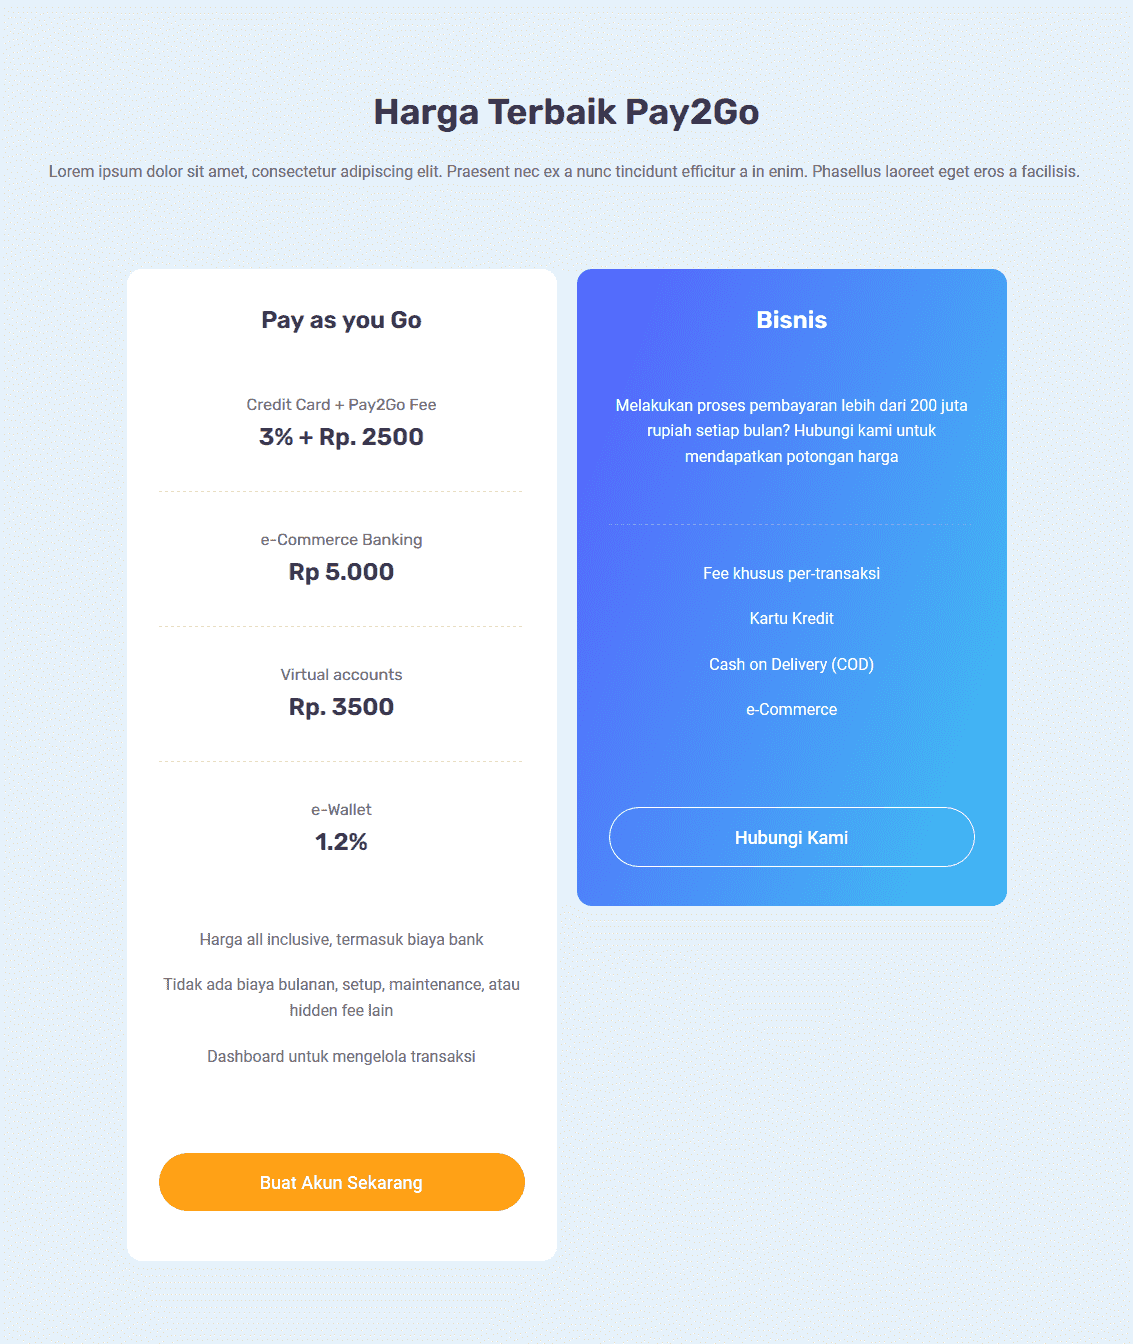 Harga Terbaik Pay2Go
Lorem ipsum dolor sit amet, consectetur adipiscing elit. Praesent nec ex a nunc tincidunt efficitur a in enim. Phasellus laoreet eget eros a facilisis.
Pay as you Go
Credit Card + Pay2Go Fee
3% + Rp. 2500
e-Commerce Banking
Rp 5.000
Virtual accounts
Rp. 3500
e-Wallet
1.2%
Harga all inclusive, termasuk biaya bank
Tidak ada biaya bulanan, setup, maintenance, atau
hidden fee lain
Dashboard untuk mengelola transaksi
Buat Akun Sekarang
Bisnis
Melakukan proses pembayaran lebih dari 200 juta
rupiah setiap bulan? Hubungi kami untuk
mendapatkan potongan harga
Fee khusus per-transaksi
Kartu Kredit
Cash on Delivery (COD)
e-Commerce
Hubungi Kami